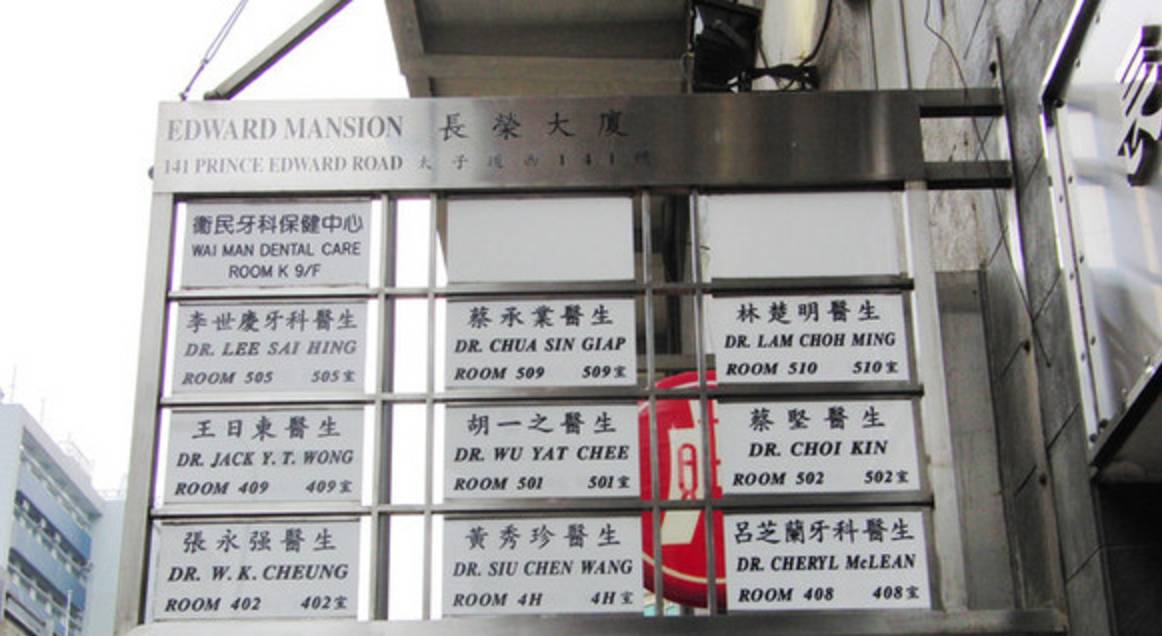 EDWARD MANSION 長榮大廈
141 PRINCE EDWARD ROAD 太子道西141號
衞民牙科保健中心
WAI MAN DENTAL CARE
ROOM K 9/F
李世慶牙科醫生
DR. LEE SAI HING
ROOM 505 505室
蔡承業醫生
DR. CHUA SIN GIAP
ROOM 509 509室
林楚明醫生
DR. LAM CHOH MING
ROOM 510 510室
王日東醫生
DR. JACK Y. T. WONG
ROOM 409 409室
胡一之醫生
DR. WU YAT CHEE
ROOM 501 501室
蔡堅醫生
DR. CHOI KIN
ROOM 502 502室
張永强醫生
DR. W. K. CHEUNG
ROOM 402 402室
黃秀珍醫生
DR. SIU CHEN WANG
ROOM 4H 4H室
呂芝蘭牙科醫生
DR. CHERYL McLEAN
ROOM 408 408室